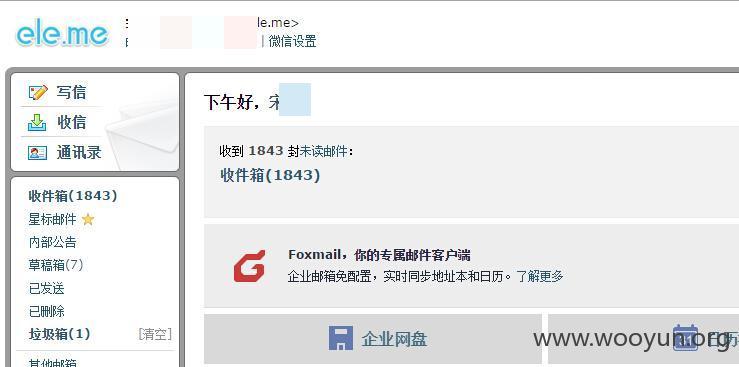 ele.me
le.me>
| 微信设置
写信
收信
通讯录
下午好，宋
收到 1843 封未读邮件：
收件箱(1843)
收件箱(1843)
星标邮件
内部公告
草稿箱(7)
已发送
已删除
垃圾箱(1) [清空]
其他邮箱
Foxmail，你的专属邮件客户端
企业邮箱免配置，实时同步地址本和日历。了解更多
企业网盘
31 日历
www.wooyun.org